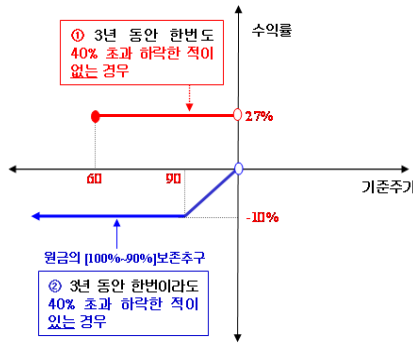 ① 3년 동안 한번도
40% 초과 하락한 적이
없는 경우
수익률
27%
60
90
기준주가
-10%
원금의 [100%~90%]보존추구
② 3년 동안 한번이라도
40% 초과 하락한 적이
있는 경우